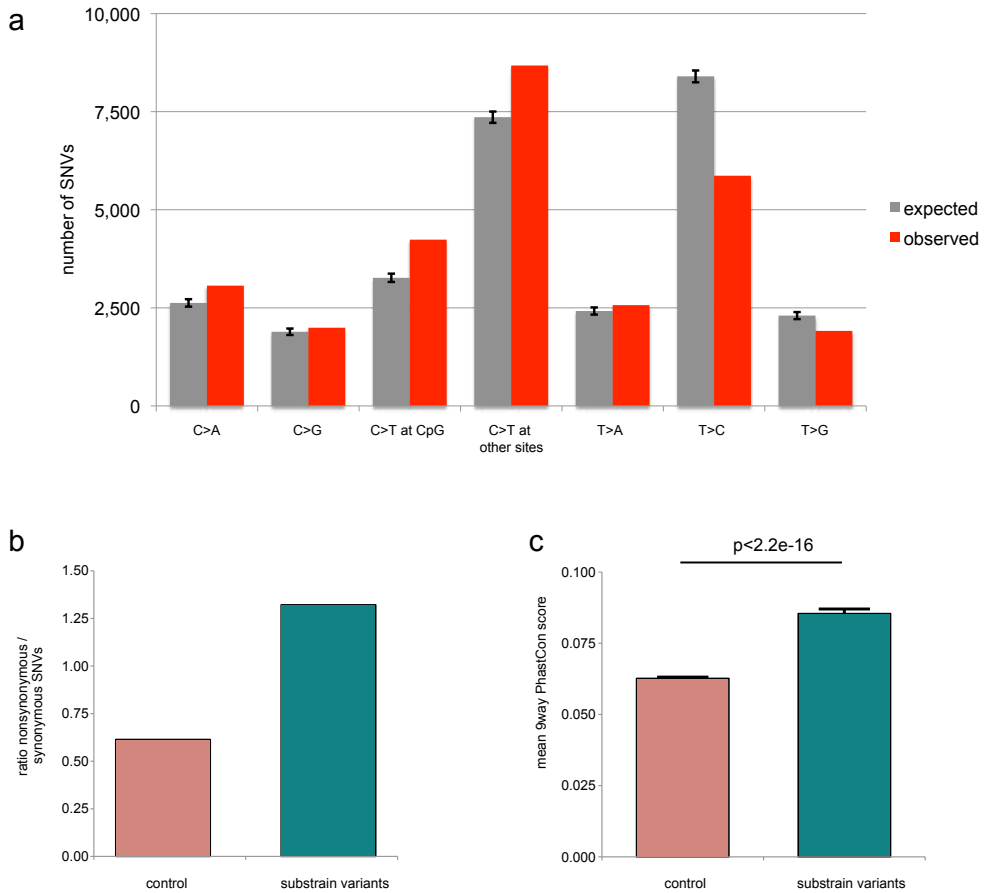 a
10,000
7,500
5,000
2,500
0
number of SNVs
C>A
C>G
C>T at CpG
C>T at
other sites
T>A
T>C
T>G
expected
observed
b
1.50
1.25
1.00
0.75
0.50
0.25
0.00
ratio nonsynonymous /
synonymous SNVs
control
substrain variants
c
p<2.2e-16
0.100
0.075
0.050
0.025
0.000
mean 9way PhastCon score
control
substrain variants